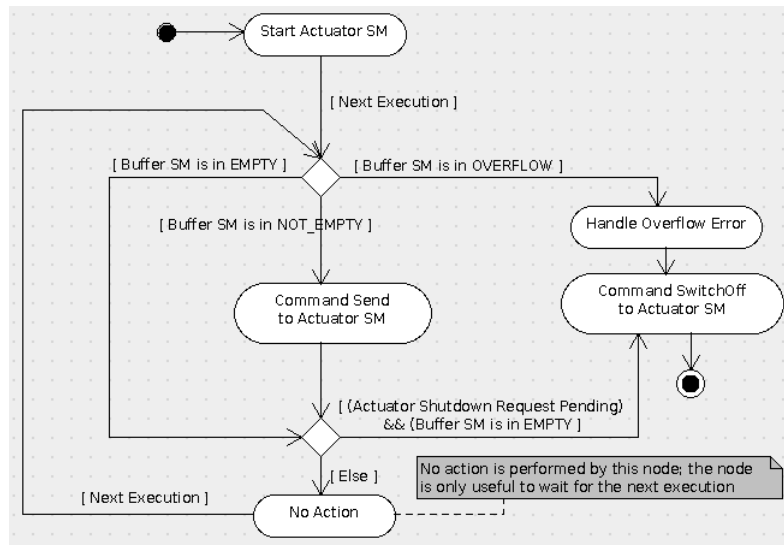 Start Actuator SM
[ Next Execution ]
[ Buffer SM is in EMPTY ]
[ Buffer SM is in OVERFLOW ]
[ Buffer SM is in NOT_EMPTY ]
Handle Overflow Error
Command Send
to Actuator SM
Command SwitchOff
to Actuator SM
[ (Actuator Shutdown Request Pending)
&& (Buffer SM is in EMPTY ]
[ Else ]
No action is performed by this node; the node
is only useful to wait for the next execution
[ Next Execution ]
No Action